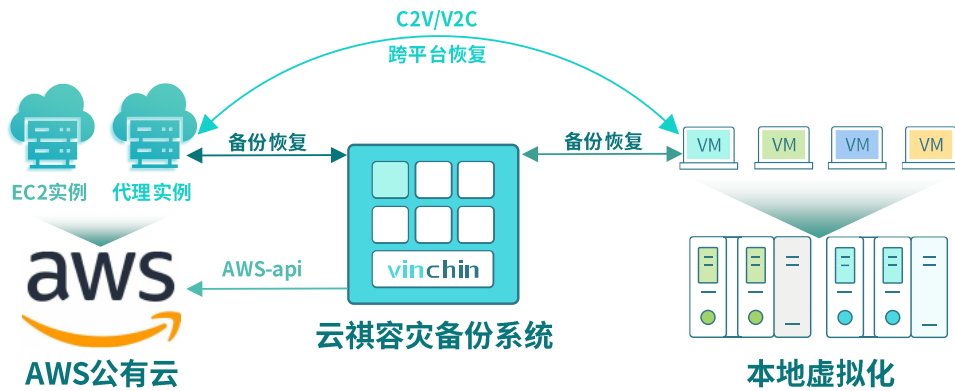 C2V/V2C
跨平台恢复
备份恢复
备份恢复
VM
VM
VM
VM
EC2实例
代理实例
aws
AWS-api
vinchin
云祺容灾备份系统
AWS公有云
本地虚拟化